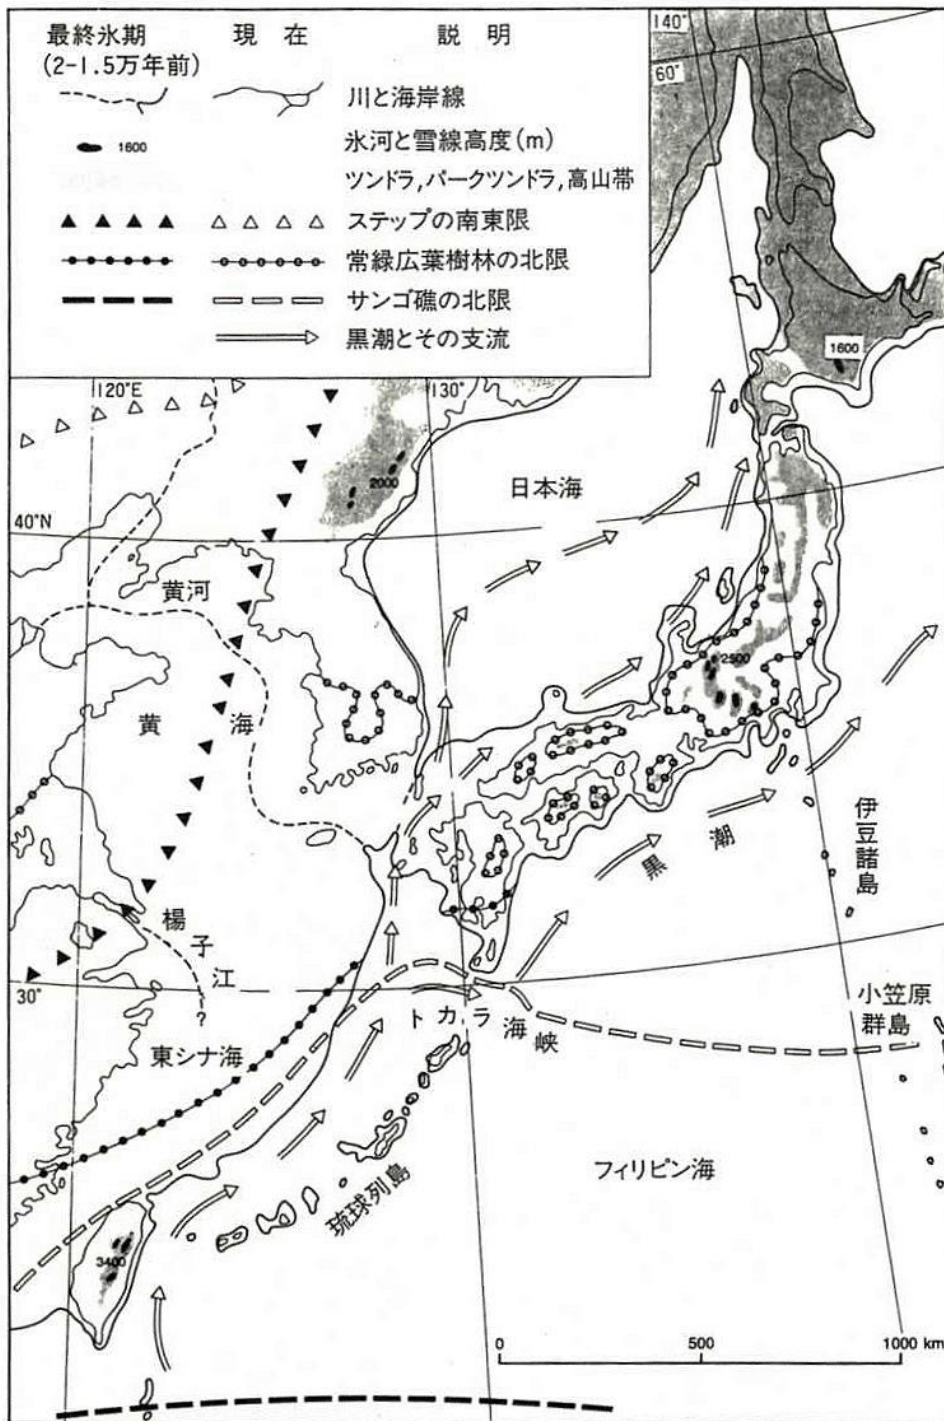 最終氷期 現在 説明
(2-1.5万年前)
川と海岸線
1600 氷河と雪線高度(m)
ツンドラ,パークツンドラ,高山帯
ステップの南東限
常緑広葉樹林の北限
サンゴ礁の北限
黒潮とその支流
140°
60°
1600
120°E
130°
2000
日本海
40°N
黄河
2500
黄海
伊豆諸島
黒潮
揚子江
30°
?
小笠原
群島
トカラ海峡
東シナ海
フィリピン海
琉球列島
3400
0 500 1000 km